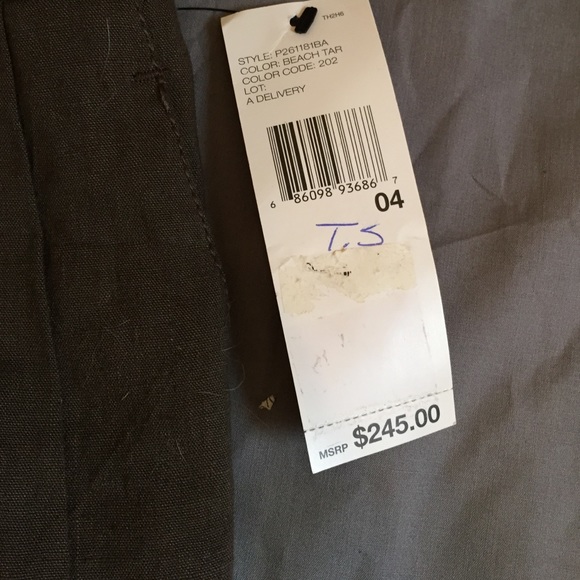 TH2H6
STYLE: P261181BA
COLOR: BEACH TAR
COLOR CODE: 202
LOT:
A DELIVERY
6 86098 93686 7
04
T.S
MSRP $245.00